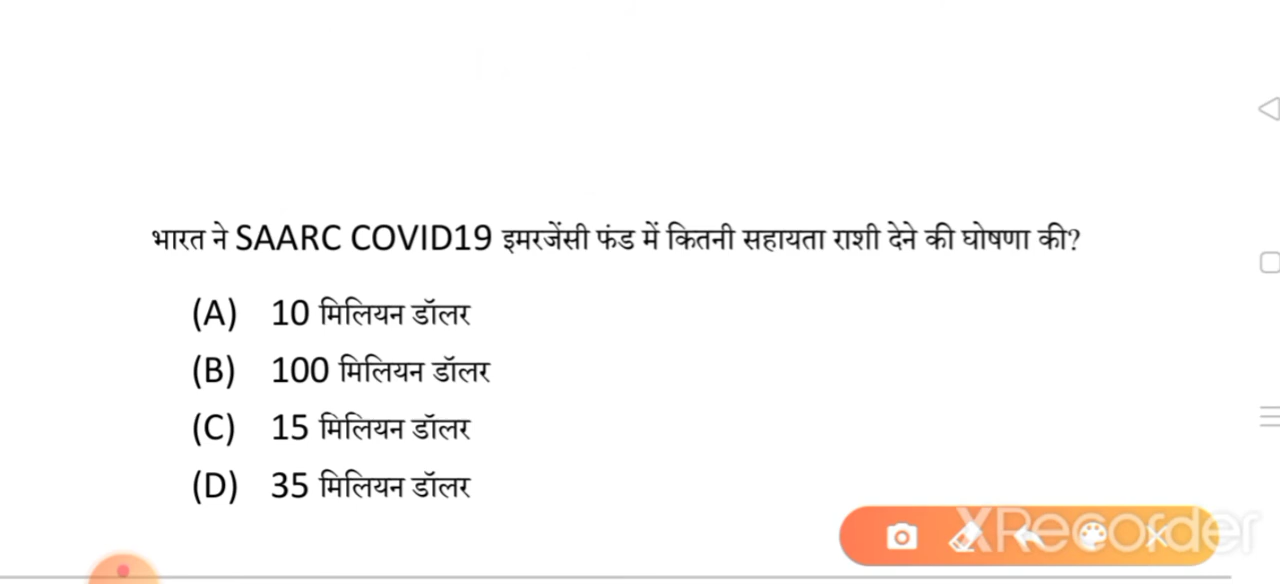 भारत ने SAARC COVID19 इमरजेंसी फंड में कितनी सहायता राशी देने की घोषणा की?
(A) 10 मिलियन डॉलर
(B) 100 मिलियन डॉलर
(C) 15 मिलियन डॉलर
(D) 35 मिलियन डॉलर
XRecorder